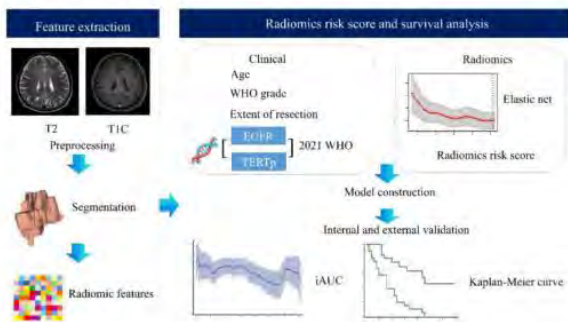 Feature extraction
T2
T1C
Preprocessing
Segmentation
Radiomic features
Radiomics risk score and survival analysis
Clinical
Age
WHO grade
Extent of resection
EGFR
TERTp
2021 WHO
Radiomics
Elastic net
Radiomics risk score
Model construction
Internal and external validation
iAUC
Kaplan-Meier curve